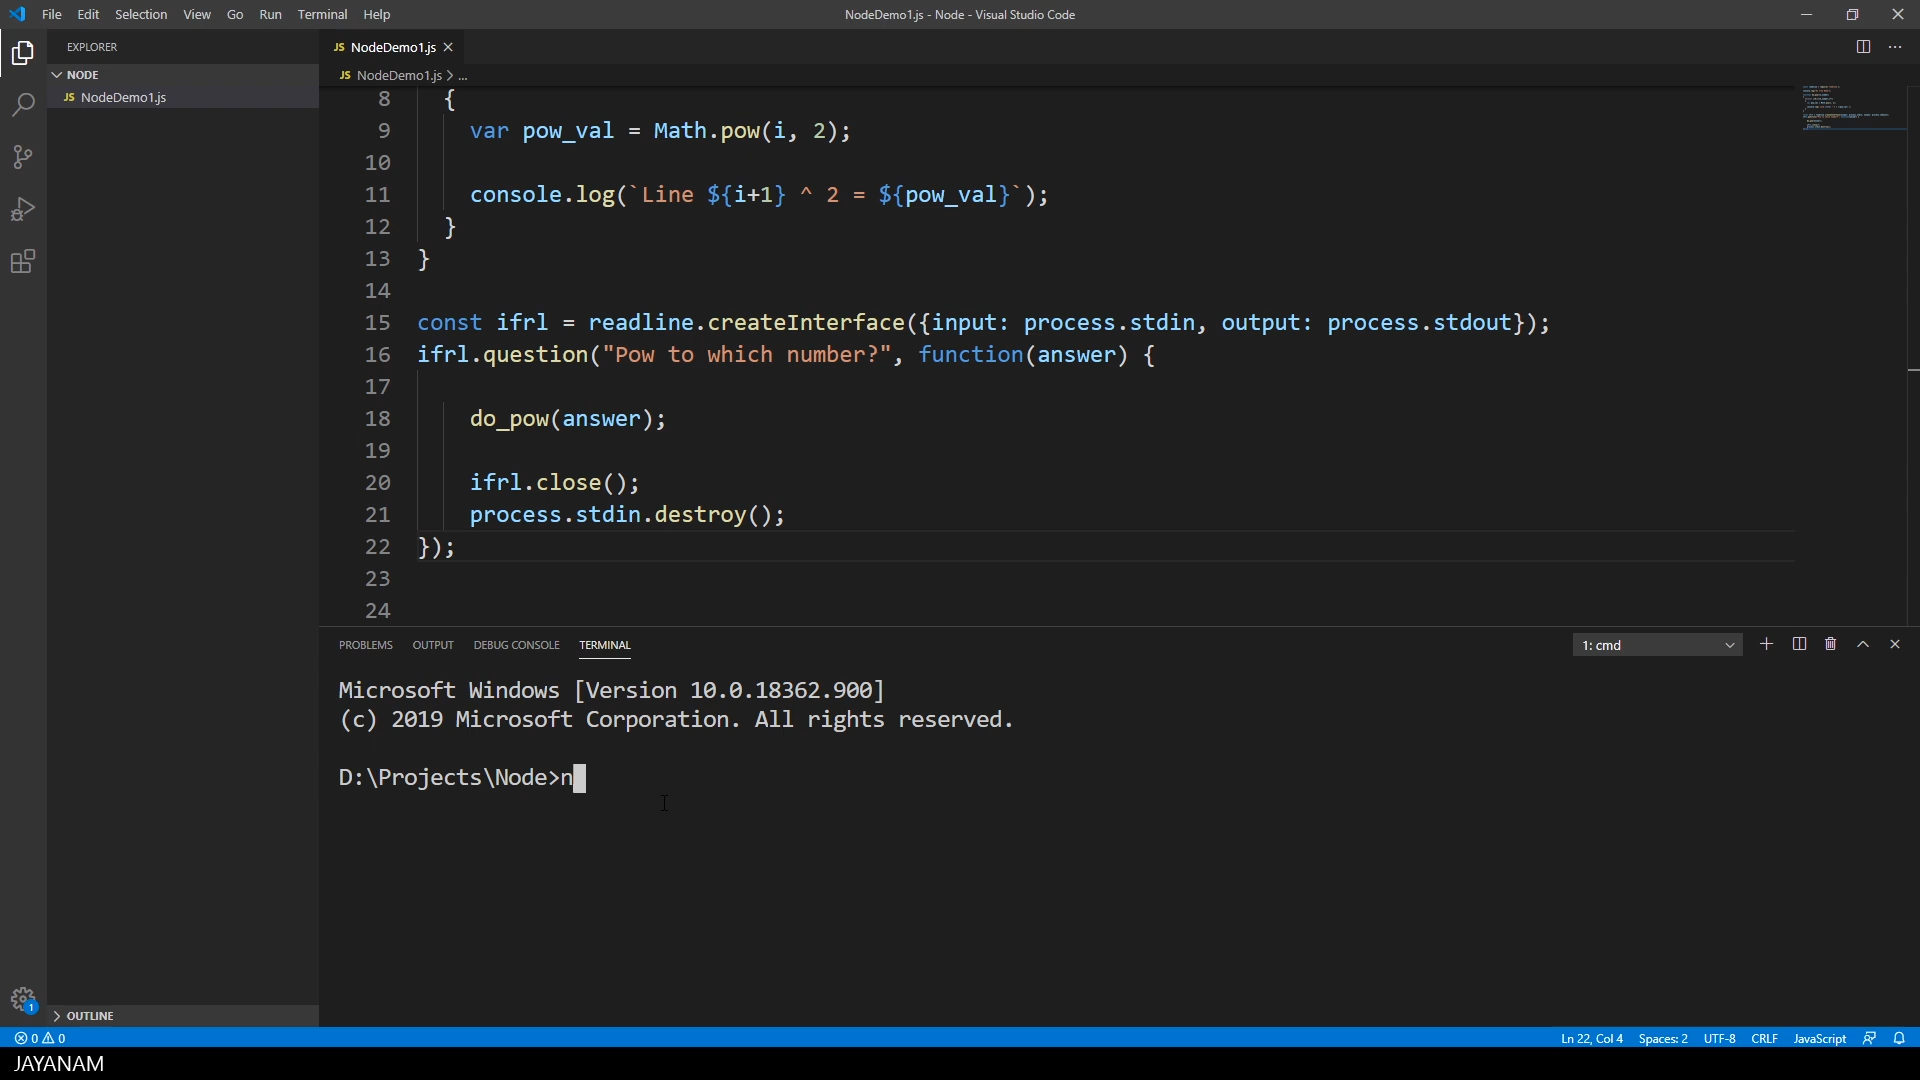 File Edit Selection View Go Run Terminal Help
NodeDemo1.js - Node - Visual Studio Code
EXPLORER
NODE
JS NodeDemo1.js
JS NodeDemo1.js
JS NodeDemo1.js > ...
8 {
9 var pow_val = Math.pow(i, 2);
10
11 console.log(`Line ${i+1} ^ 2 = ${pow_val}`);
12 }
13 }
14
15 const ifrl = readline.createInterface({input: process.stdin, output: process.stdout});
16 ifrl.question("Pow to which number?", function(answer) {
17
18 do_pow(answer);
19
20 ifrl.close();
21 process.stdin.destroy();
22 });
23
24
PROBLEMS OUTPUT DEBUG CONSOLE TERMINAL
1: cmd
Microsoft Windows [Version 10.0.18362.900]
(c) 2019 Microsoft Corporation. All rights reserved.
D:\Projects\Node>n
1
OUTLINE
0 0
Ln 22, Col 4 Spaces: 2 UTF-8 CRLF JavaScript
JAYANAM